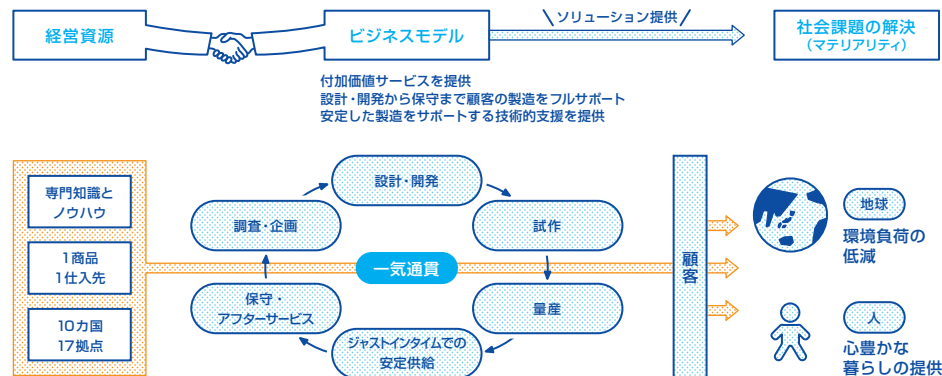 経営資源
ビジネスモデル
ソリューション提供
社会課題の解決
（マテリアリティ）
付加価値サービスを提供
設計・開発から保守まで顧客の製造をフルサポート
安定した製造をサポートする技術的支援を提供
専門知識と
ノウハウ
1商品
1仕入先
10カ国
17拠点
設計・開発
調査・企画
試作
一気通貫
保守・
アフターサービス
量産
ジャストインタイムでの
安定供給
顧客
地球
環境負荷の
低減
人
心豊かな
暮らしの提供